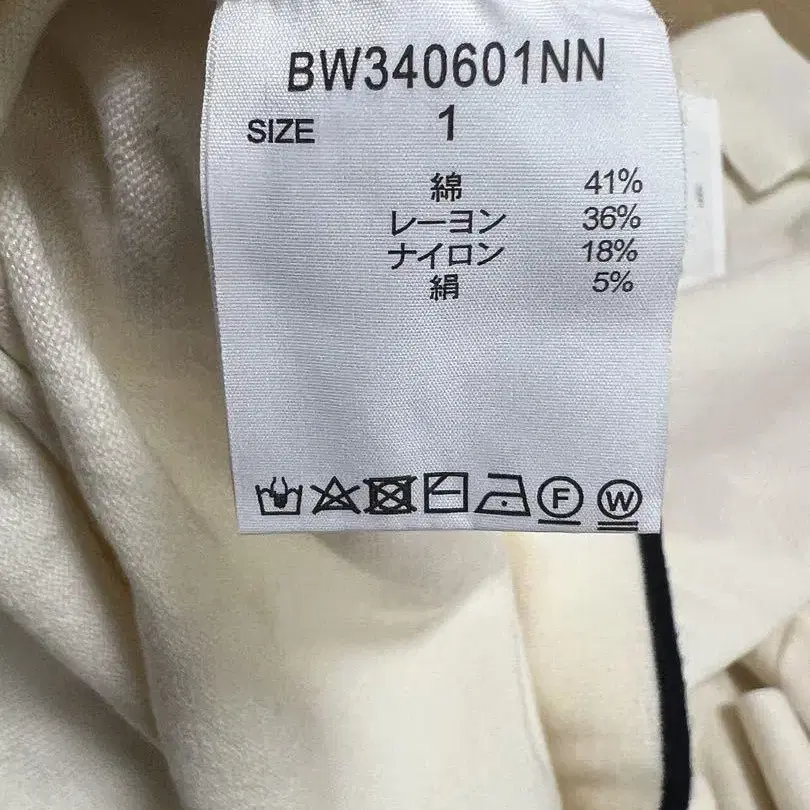 BW340601NN
SIZE 1
綿 41%
レーヨン 36%
ナイロン 18%
絹 5%
F W